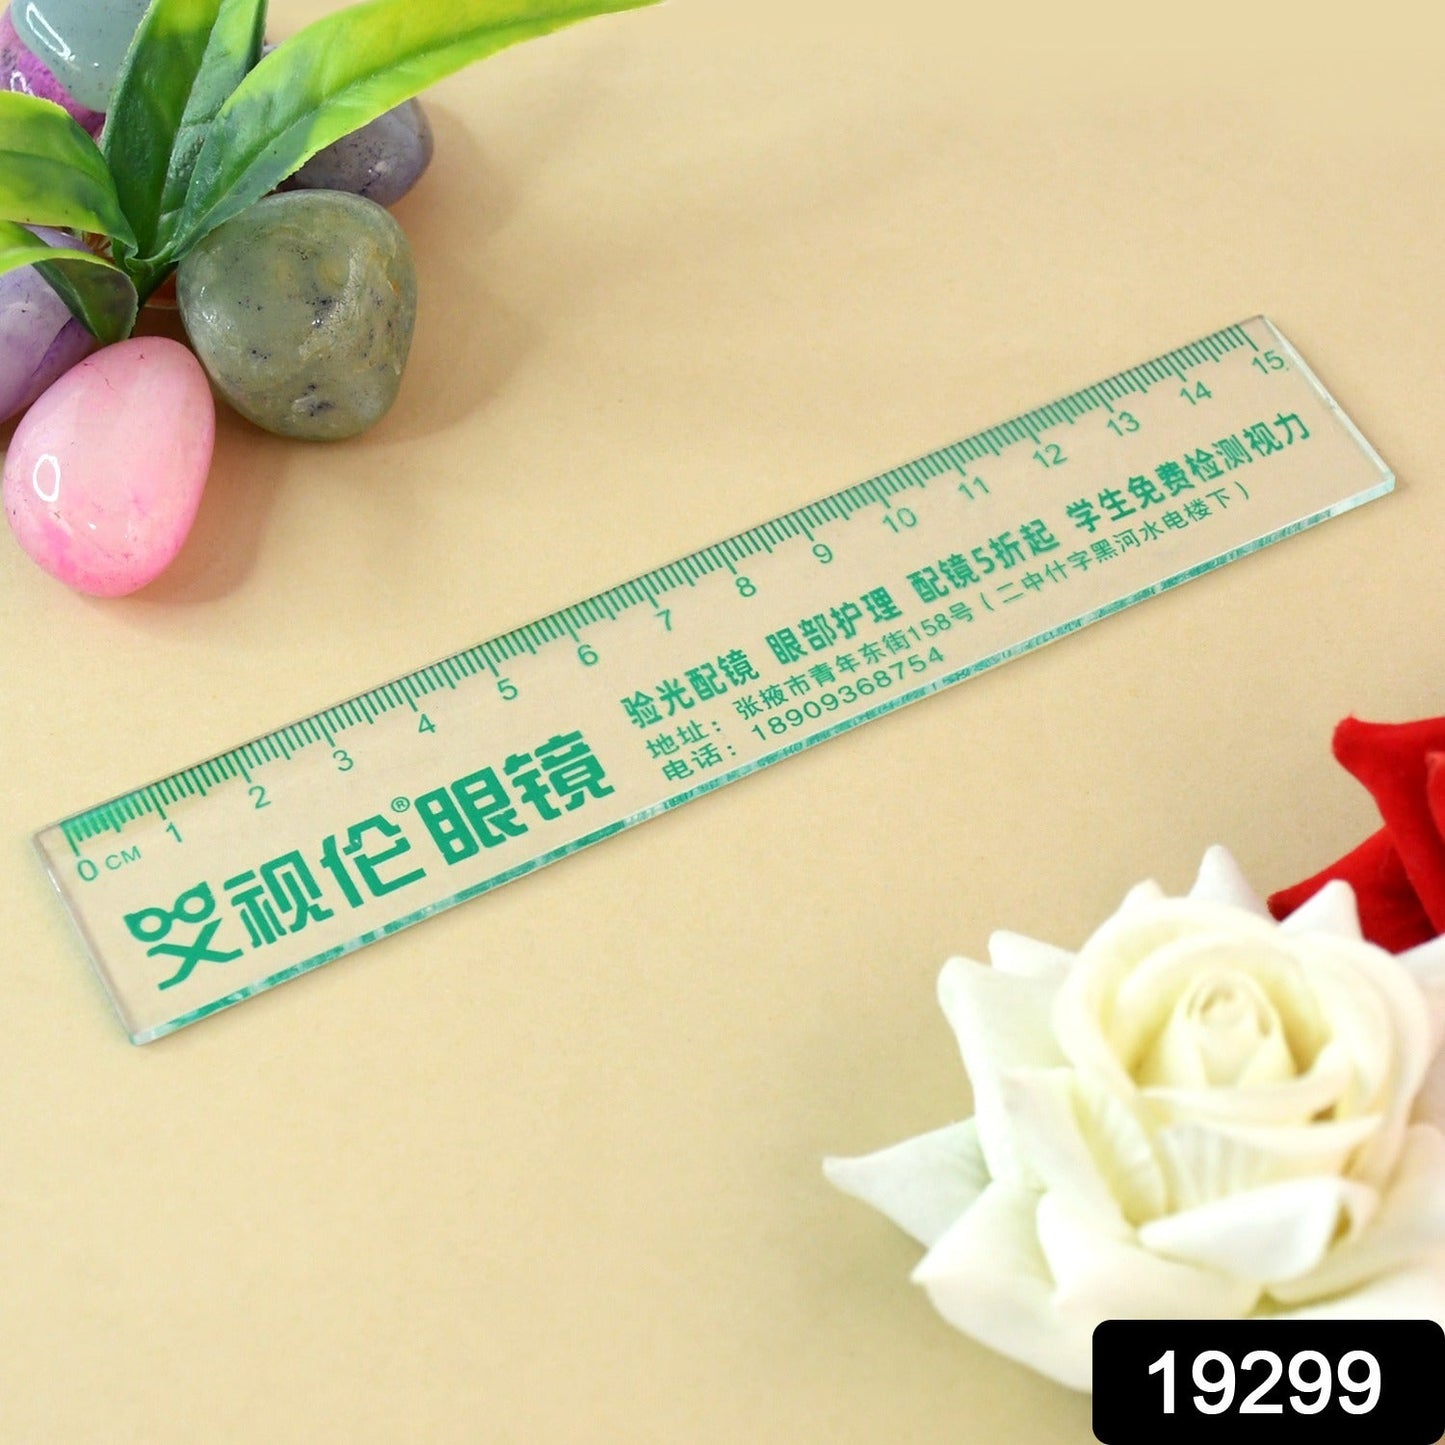 0 CM 1 2 3 4 5 6 7 8 9 10 11 12 13 14 15
艾视伦®眼镜
验光配镜 眼部护理 配镜5折起 学生免费检测视力
地址：张掖市青年东街158号（二中什字黑河水电楼下）
电话：18909368754
19299